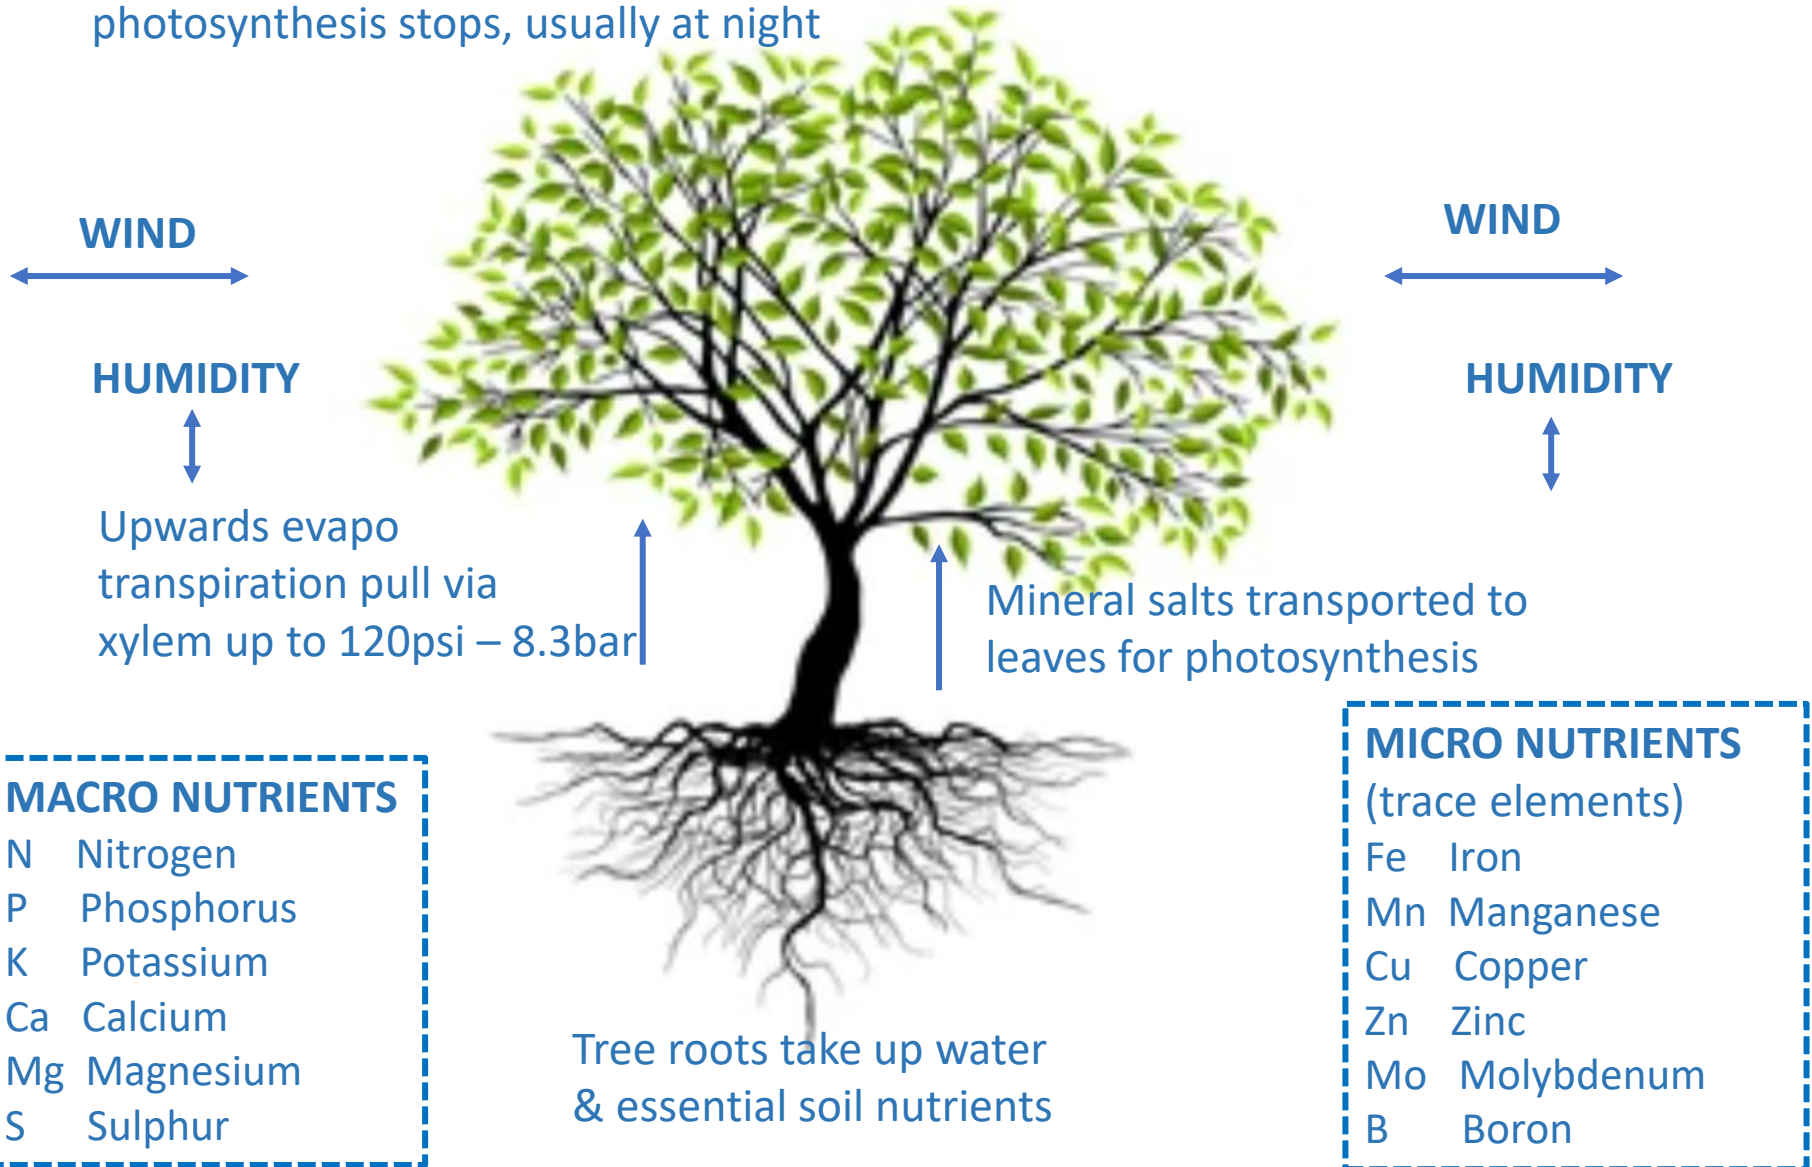 photosynthesis stops, usually at night
WIND
WIND
HUMIDITY
HUMIDITY
Upwards evapo
transpiration pull via
xylem up to 120psi – 8.3bar
Mineral salts transported to
leaves for photosynthesis
MACRO NUTRIENTS
N Nitrogen
P Phosphorus
K Potassium
Ca Calcium
Mg Magnesium
S Sulphur
Tree roots take up water
& essential soil nutrients
MICRO NUTRIENTS
(trace elements)
Fe Iron
Mn Manganese
Cu Copper
Zn Zinc
Mo Molybdenum
B Boron